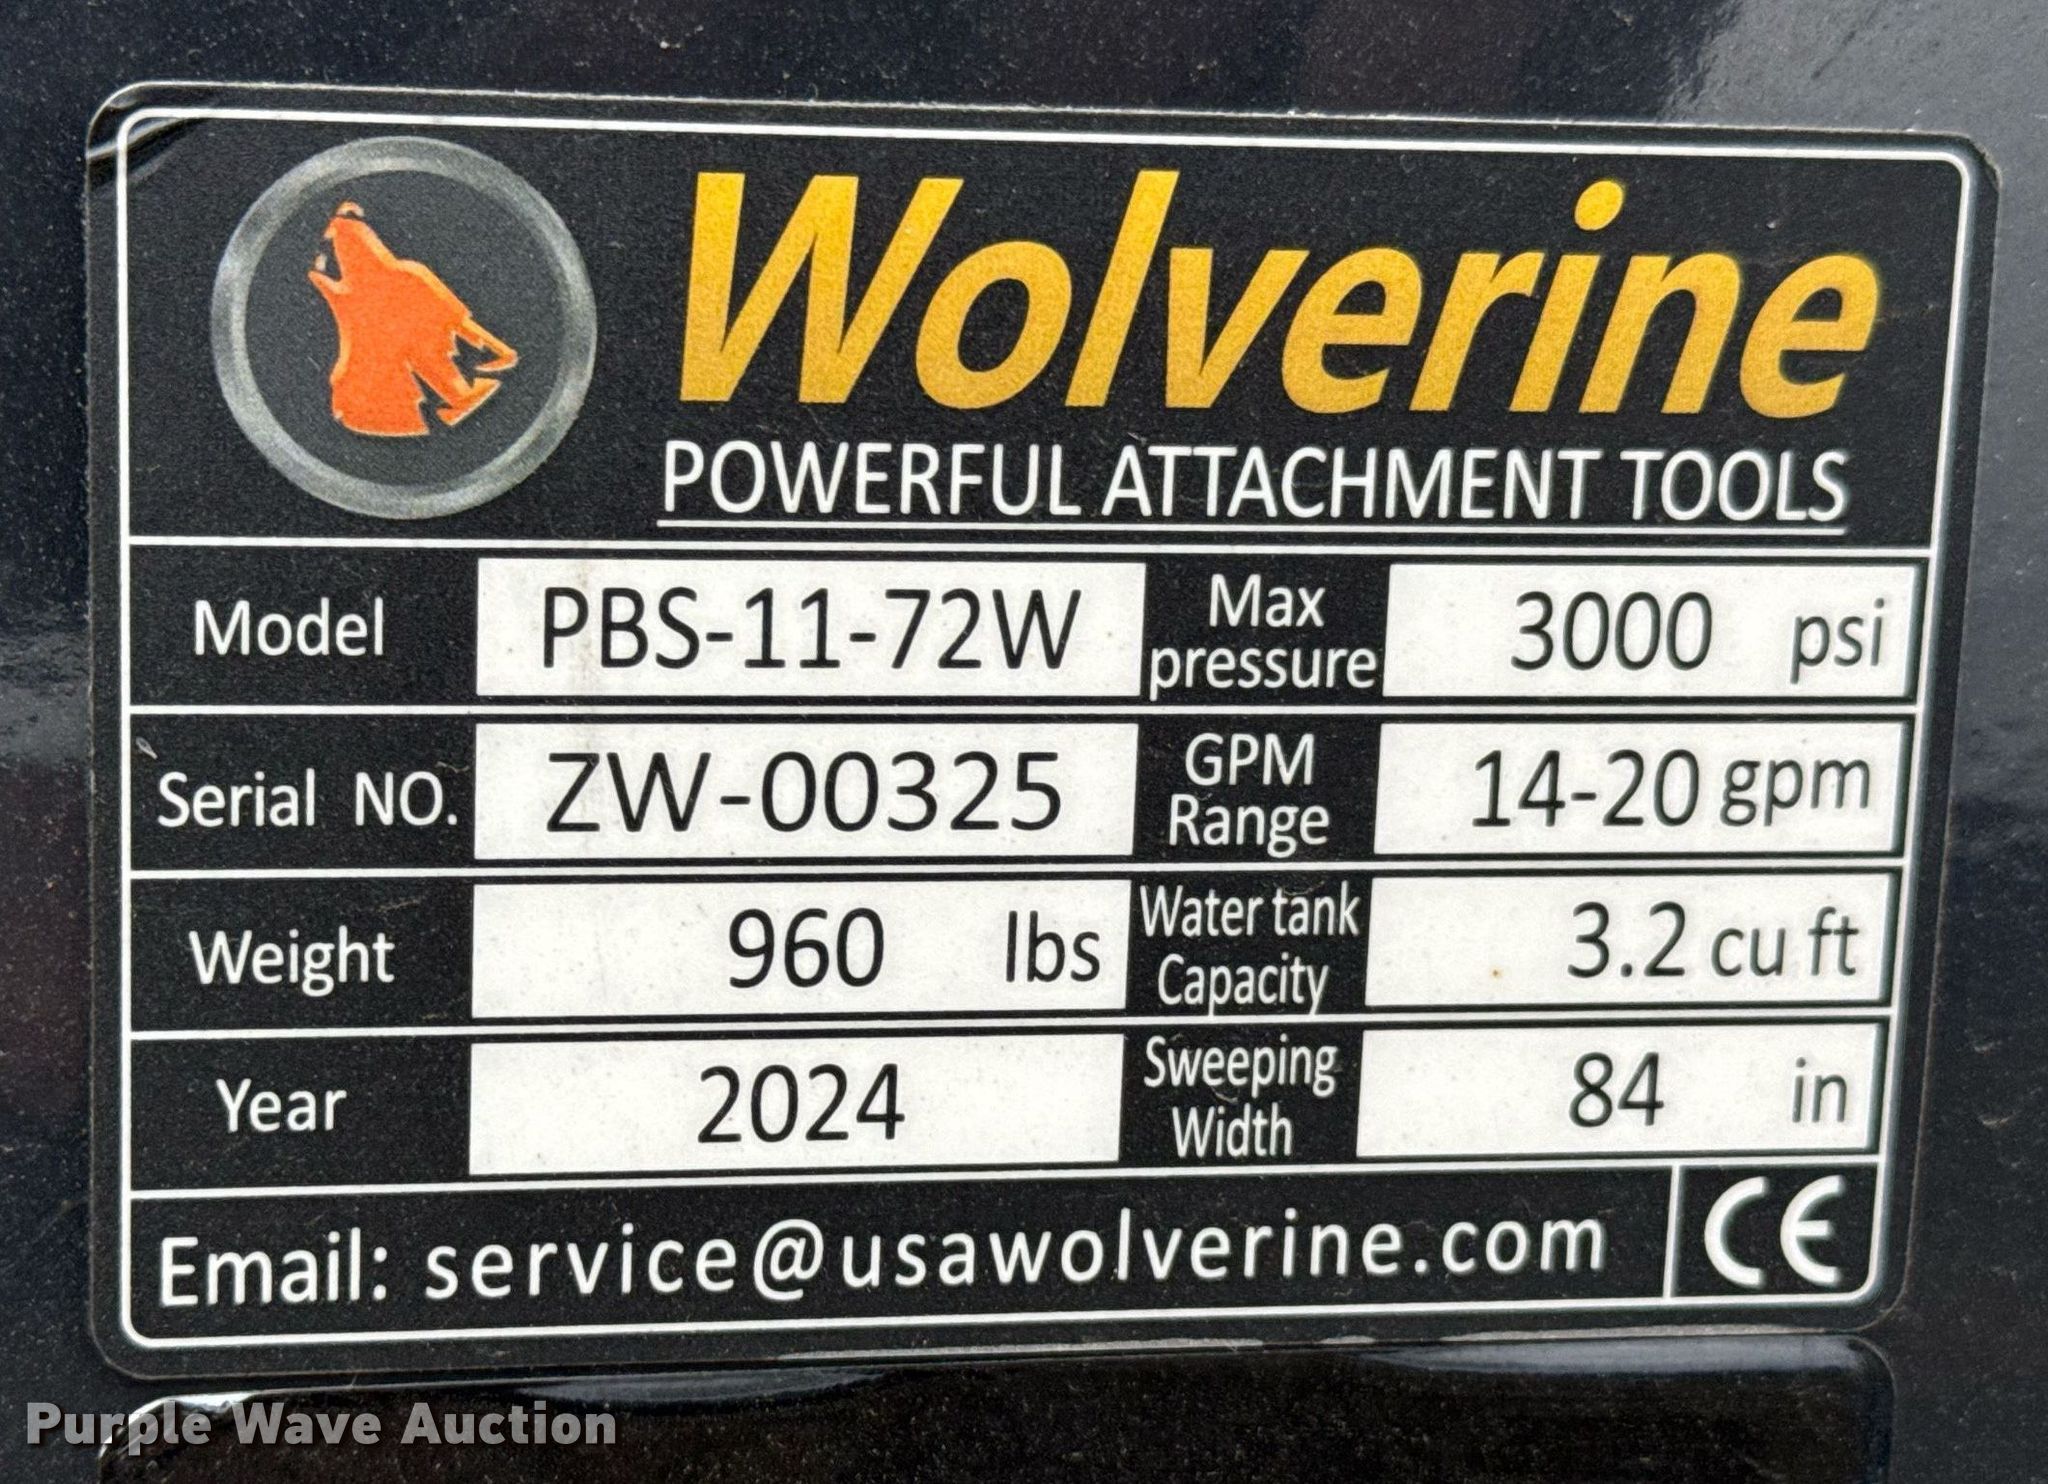 Wolverine
POWERFUL ATTACHMENT TOOLS
Model PBS-11-72W Max pressure 3000 psi
Serial NO. ZW-00325 GPM Range 14-20 gpm
Weight 960 lbs Water tank Capacity 3.2 cu ft
Year 2024 Sweeping Width 84 in
Email: service@usawolverine.com CE
Purple Wave Auction